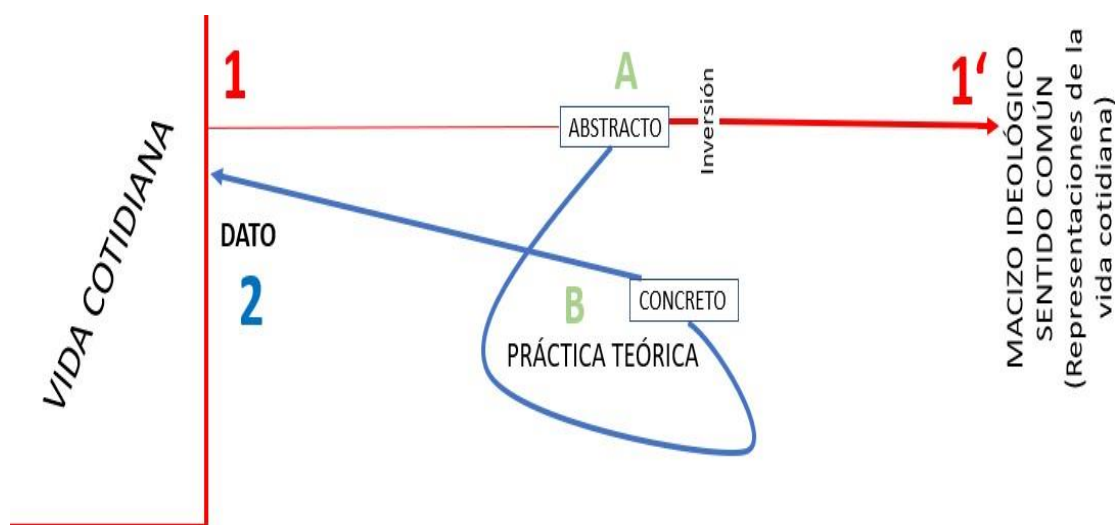 VIDA COTIDIANA
1
A
ABSTRACTO
Inversión
1‘
MACIZO IDEOLÓGICO
SENTIDO COMÚN
(Representaciones de la
vida cotidiana)
DATO
2
B
CONCRETO
PRÁCTICA TEÓRICA